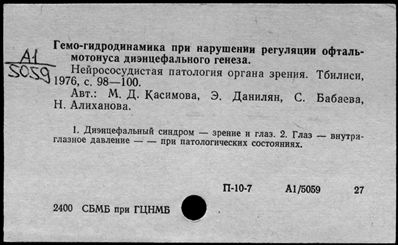 А1
5059
Гемо-гидродинамика при нарушении регуляции офталь-
мотонуса диэнцефального генеза.
Нейрососудистая патология органа зрения. Тбилиси,
1976, с. 98—100.
Авт.: М. Д. Касимова, Э. Данилян, С. Бабаева,
Н. Алиханова.
1. Диэнцефальный синдром — зрение и глаз. 2. Глаз — внутри-
глазное давление — — при патологических состояниях.
П-10-7 А1/5059 27
2400 СБМБ при ГЦНМБ